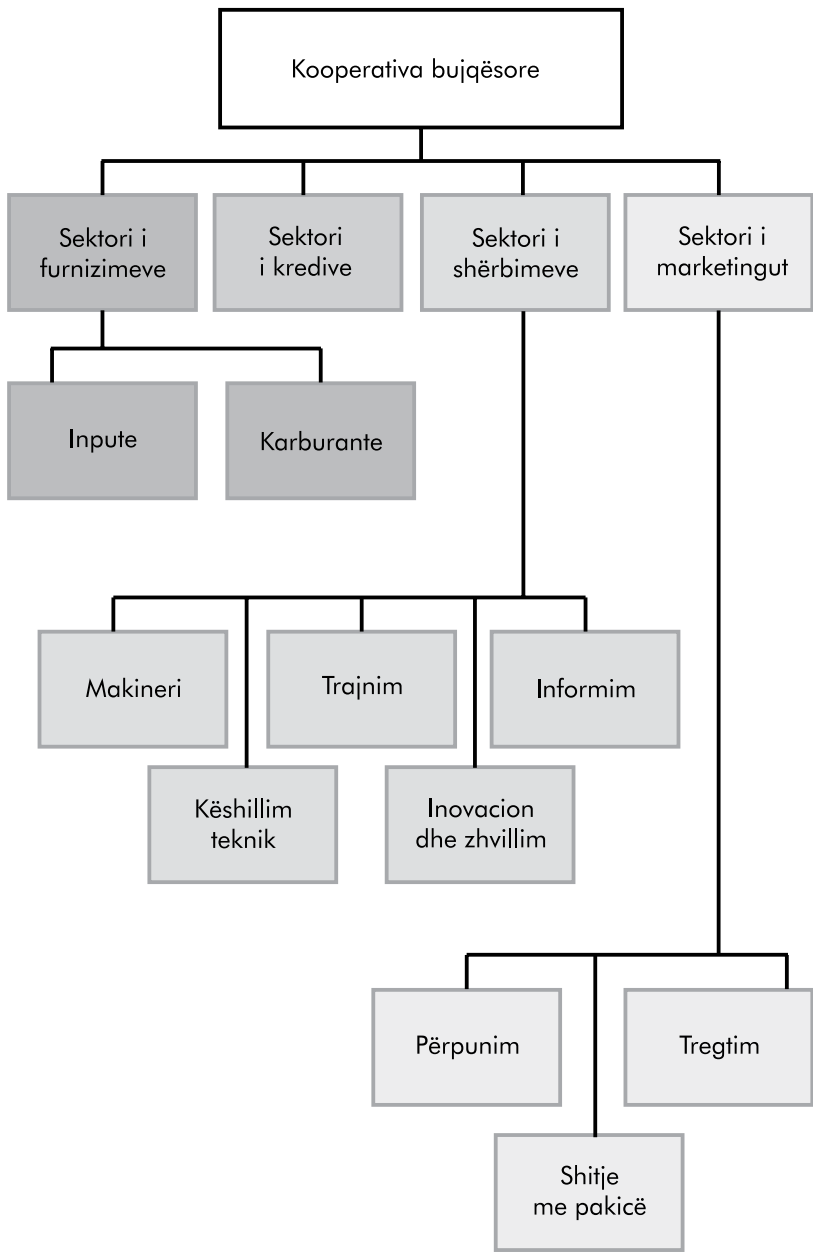 Kooperativa bujqësore
Sektori i
furnizimeve
Sektori
i kredive
Sektori i
shërbimeve
Sektori i
marketingut
Inpute
Karburante
Makineri
Trajnim
Informim
Këshillim
teknik
Inovacion
dhe zhvillim
Përpunim
Tregtim
Shitje
me pakicë